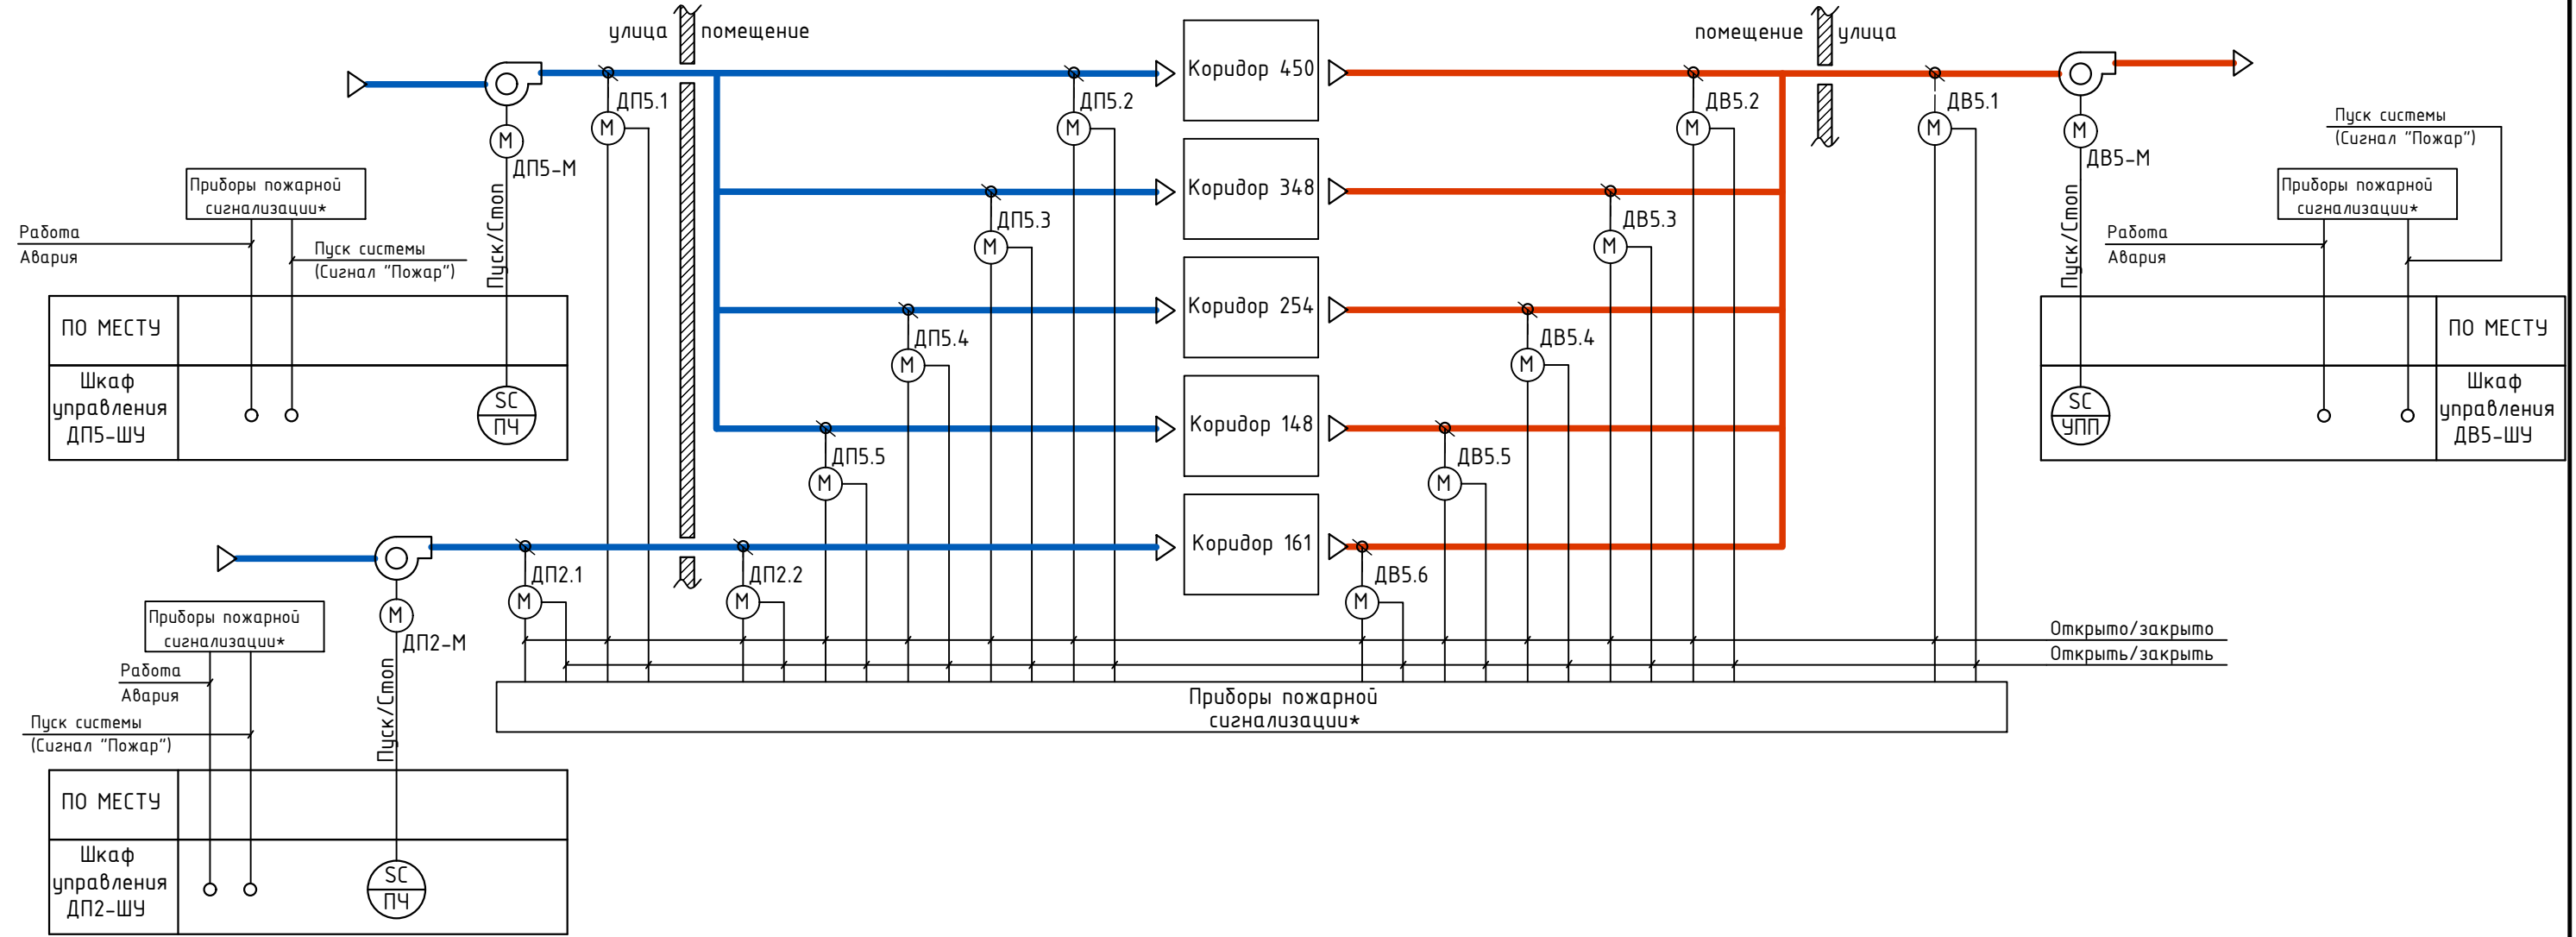 улица
помещение
помещение
улица
Коридор 450
ДП5.1
ДП5.2
ДВ5.2
ДВ5.1
М
М
М
М
М
М
ДП5-М
ДВ5-М
Пуск системы
(Сигнал "Пожар")
Приборы пожарной
сигнализации*
Работа
Авария
Пуск системы
(Сигнал "Пожар")
Пуск/Стоп
Коридор 348
ДП5.3
М
ДВ5.3
М
Приборы пожарной
сигнализации*
Работа
Авария
Пуск/Стоп
ПО МЕСТУ
Шкаф
управления
ДП5-ШУ
SC
ПЧ
Коридор 254
ДП5.4
М
ДВ5.4
М
ПО МЕСТУ
Шкаф
управления
ДВ5-ШУ
SC
УПП
Коридор 148
ДП5.5
М
ДВ5.5
М
Коридор 161
ДП2.1
М
ДП2.2
М
ДВ5.6
М
М
ДП2-М
Приборы пожарной
сигнализации*
Работа
Авария
Пуск системы
(Сигнал "Пожар")
Пуск/Стоп
Открыто/закрыто
Открыть/закрыть
Приборы пожарной
сигнализации*
ПО МЕСТУ
Шкаф
управления
ДП2-ШУ
SC
ПЧ